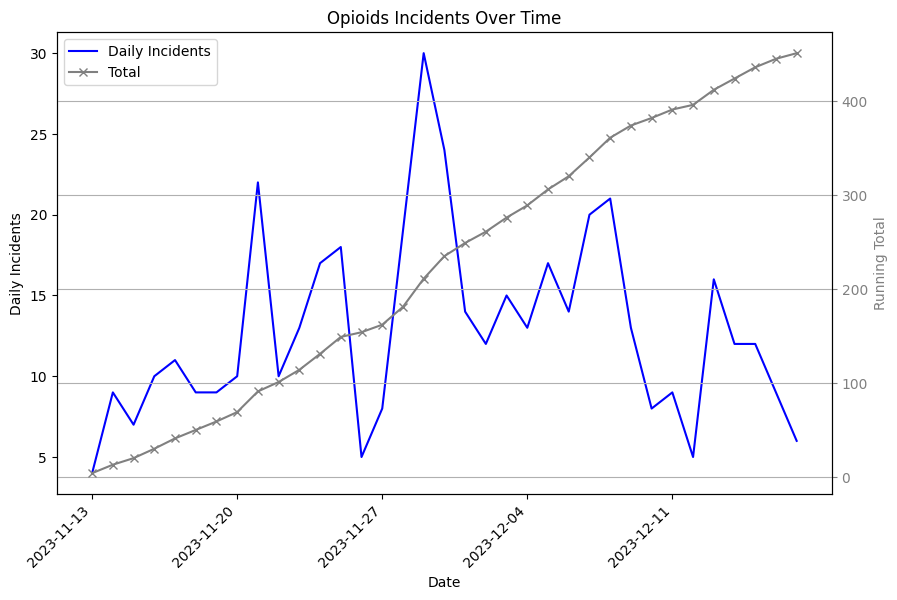 Opioids Incidents Over Time
Daily Incidents
Total
30
25
20
15
10
5
Daily Incidents
400
300
200
100
0
Running Total
2023-11-13
2023-11-20
2023-11-27
2023-12-04
2023-12-11
Date